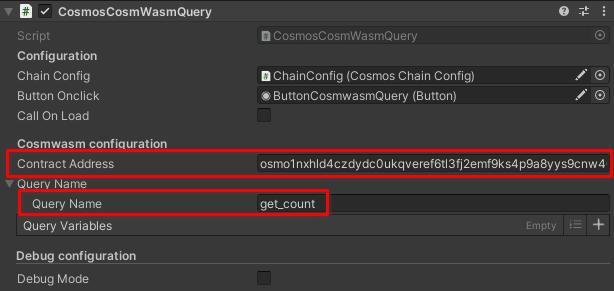 CosmosCosmWasmQuery
Script CosmosCosmWasmQuery
Configuration
Chain Config ChainConfig (Cosmos Chain Config)
Button Onclick ButtonCosmwasmQuery (Button)
Call On Load
Cosmwasm configuration
Contract Address osmo1nxhld4czdydc0ukqveref6tl3fj2emf9ks4p9a8yys9cnw4
Query Name
Query Name get_count
Query Variables Empty
Debug configuration
Debug Mode